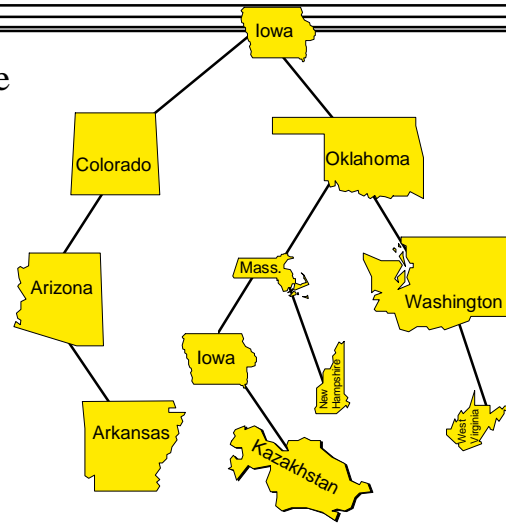 Iowa
e
Colorado
Oklahoma
Arizona
Mass.
Washington
Iowa
New
Hampshire
Arkansas
West
Virginia
Kazakhstan